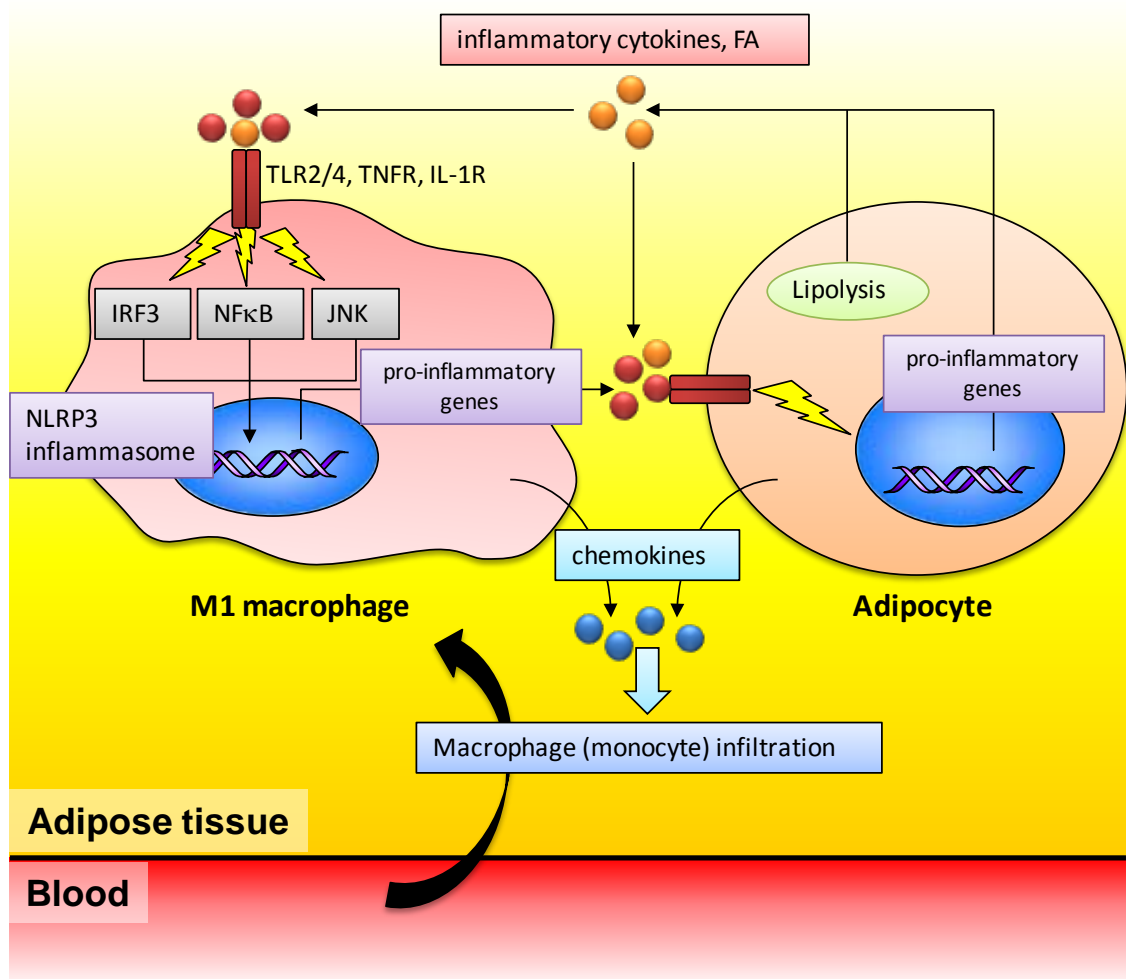 inflammatory cytokines, FA
TLR2/4, TNFR, IL-1R
Lipolysis
IRF3
NFκB
JNK
pro-inflammatory
genes
pro-inflammatory
genes
NLRP3
inflammasome
chemokines
M1 macrophage
Adipocyte
Macrophage (monocyte) infiltration
Adipose tissue
Blood